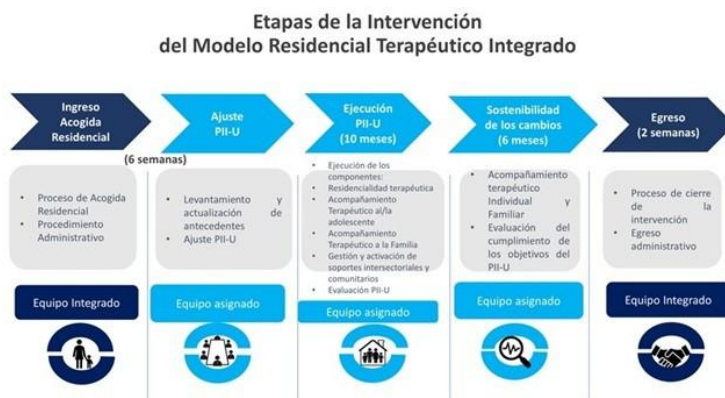 Etapas de la Intervención
del Modelo Residencial Terapéutico Integrado
Ingreso
Acogida
Residencial
Ajuste
PII-U
(6 semanas)
Ejecución
PII-U
(10 meses)
Sostenibilidad
de los cambios
(6 meses)
Egreso
(2 semanas)
• Proceso de Acogida
Residencial
• Procedimiento
Administrativo
• Levantamiento y
actualización de
antecedentes
• Ajuste PII-U
• Ejecución de los
componentes:
• Residencialidad terapéutica
• Acompañamiento
Terapéutico al/la
adolescente
• Acompañamiento
Terapéutico a la Familia
• Gestión y activación de
soportes intersectoriales y
comunitarios
• Evaluación PII-U
• Acompañamiento
terapéutico
Individual y
Familiar
• Evaluación del
cumplimiento de
los objetivos del
PII-U
• Proceso de cierre
de la
intervención
• Egreso
administrativo
Equipo Integrado
Equipo asignado
Equipo asignado
Equipo asignado
Equipo Integrado